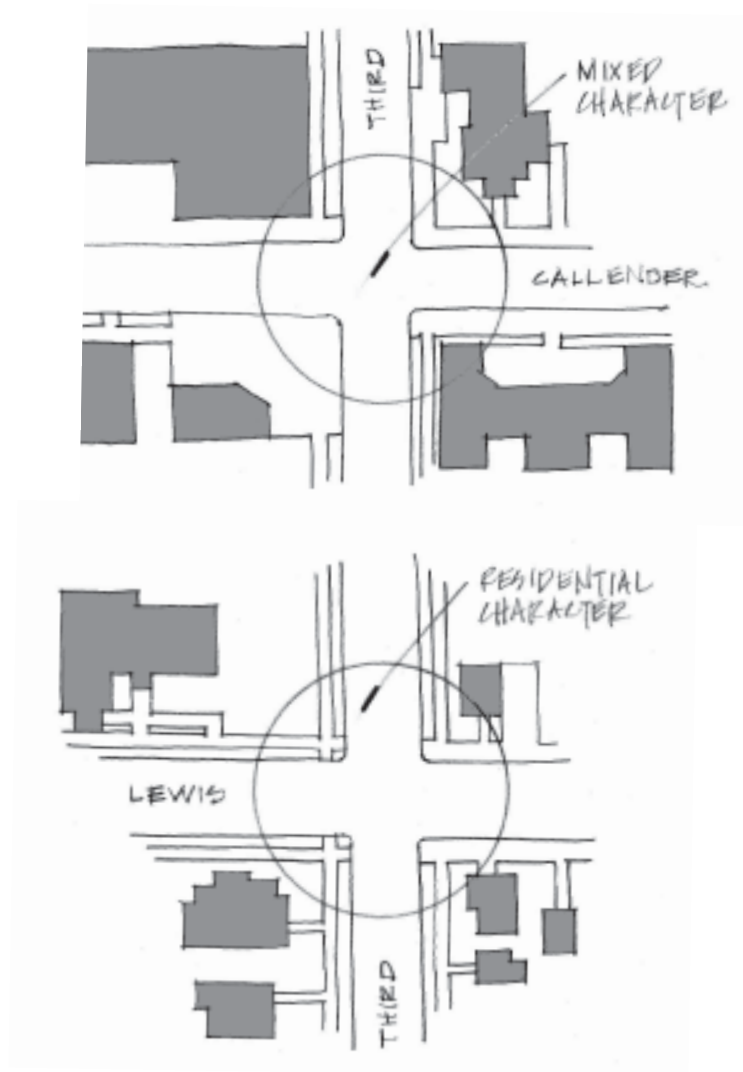 THIRD
MIXED
CHARACTER
CALLENDER
RESIDENTIAL
CHARACTER
LEWIS
THIRD